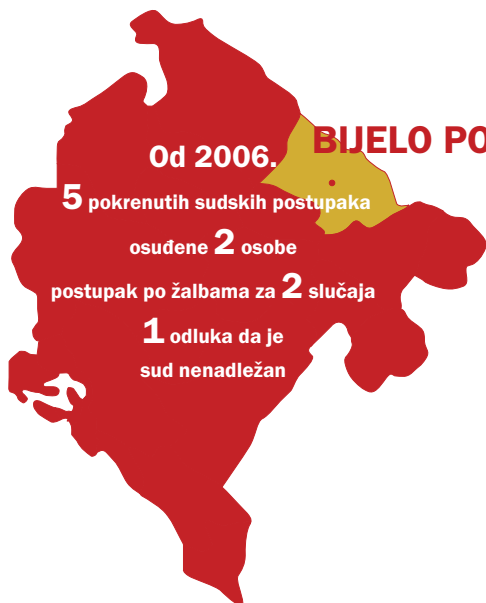 BIJELO PO
Od 2006.
5 pokrenutih sudskih postupaka
osuđene 2 osobe
postupak po žalbama za 2 slučaja
1 odluka da je
sud nenadležan